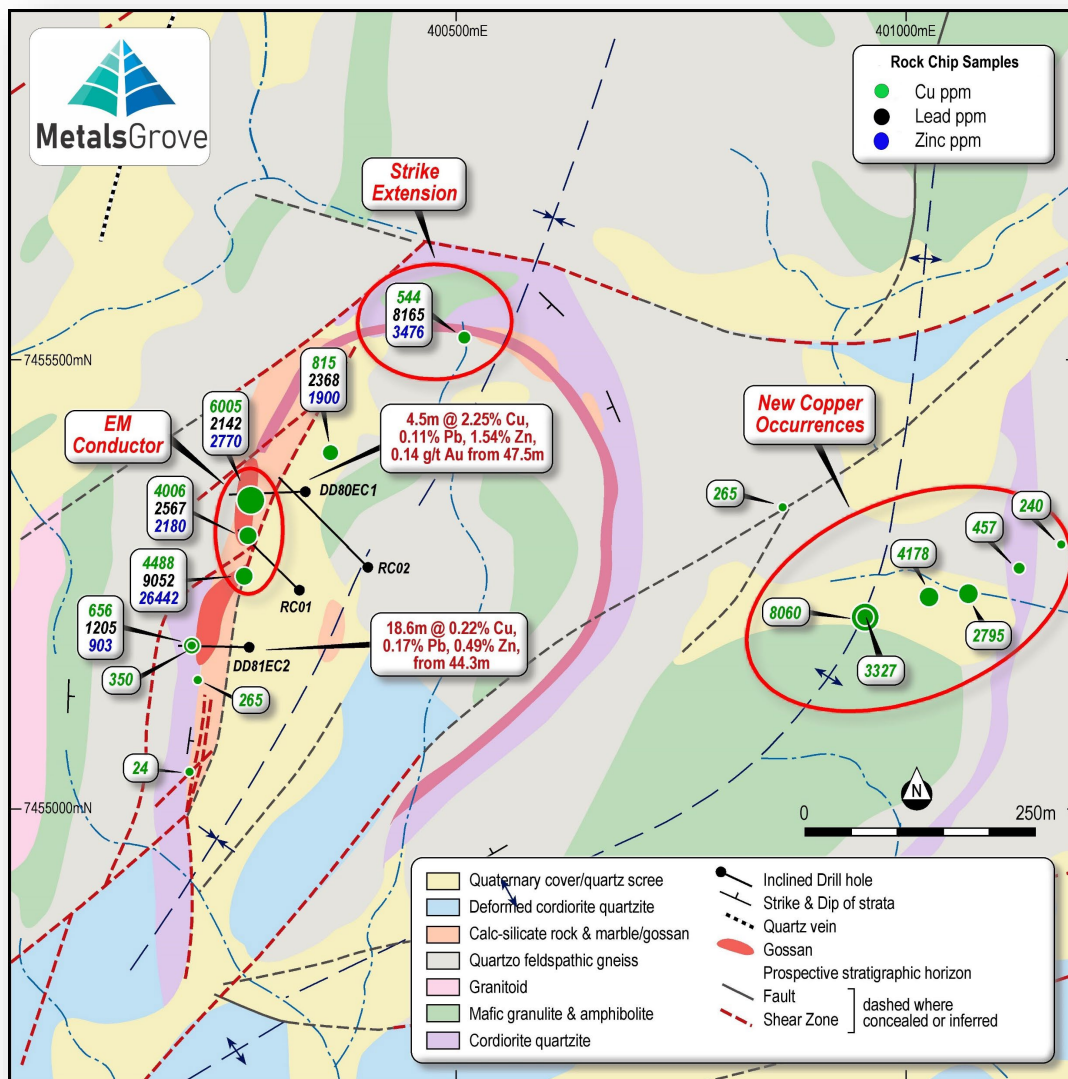 400500mE
401000mE
MetalsGrove
Rock Chip Samples
Cu ppm
Lead ppm
Zinc ppm
Strike
Extension
544
8165
3476
7455500mN
815
2368
1900
6005
2142
2770
EM
Conductor
4.5m @ 2.25% Cu,
0.11% Pb, 1.54% Zn,
0.14 g/t Au from 47.5m
New Copper
Occurrences
DD80EC1
4006
2567
2180
265
240
457
4178
4488
9052
26442
RC02
RC01
656
1205
903
18.6m @ 0.22% Cu,
0.17% Pb, 0.49% Zn,
from 44.3m
8060
2795
3327
DD81EC2
350
265
24
N
7455000mN
0
250m
Quaternary cover/quartz scree
Deformed cordiorite quartzite
Calc-silicate rock & marble/gossan
Quartzo feldspathic gneiss
Granitoid
Mafic granulite & amphibolite
Cordiorite quartzite
Inclined Drill hole
Strike & Dip of strata
Quartz vein
Gossan
Prospective stratigraphic horizon
Fault
Shear Zone
dashed where
concealed or inferred